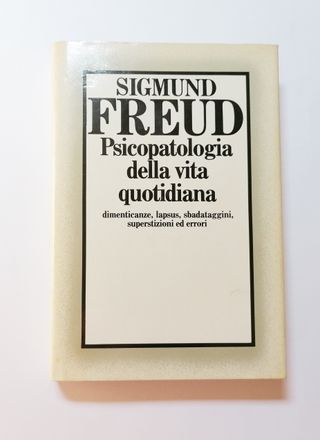 SIGMUND
FREUD
Psicopatologia
della vita
quotidiana
dimenticanze, lapsus, sbadataggini,
superstizioni ed errori